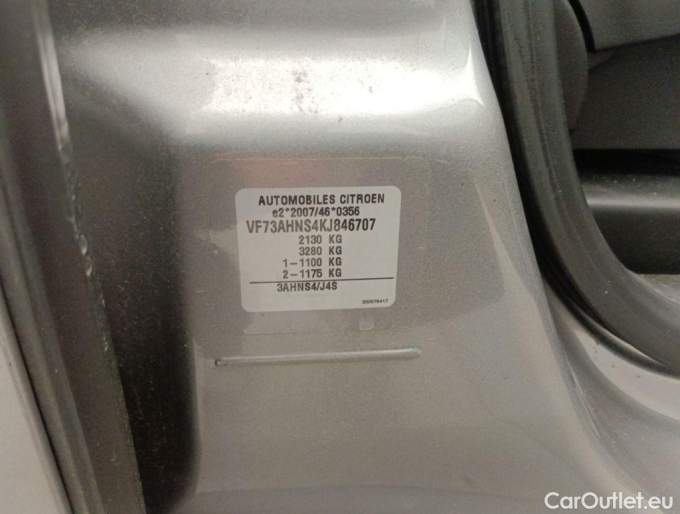 AUTOMOBILES CITROEN
e2*2007/46*0356
VF73AHNS4KJ846707
2130 KG
3280 KG
1-1100 KG
2-1175 KG
3AHNS4/J4S
CarOutlet.eu